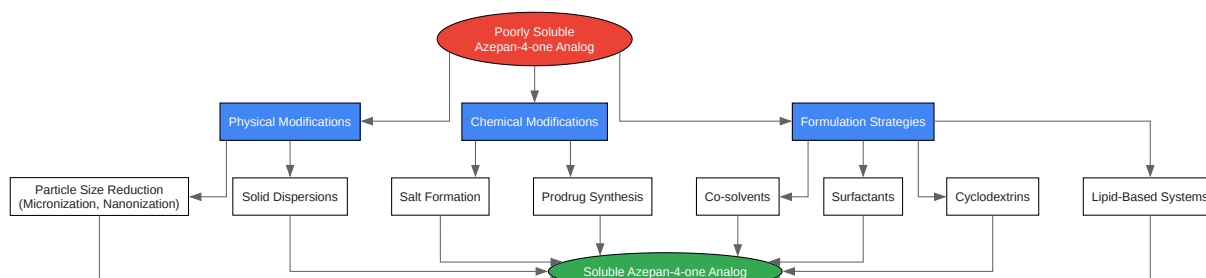 Poorly Soluble
Azepan-4-one Analog
Physical Modifications
Chemical Modifications
Formulation Strategies
Particle Size Reduction
(Micronization, Nanonization)
Solid Dispersions
Salt Formation
Prodrug Synthesis
Co-solvents
Surfactants
Cyclodextrins
Lipid-Based Systems
Soluble Azepan-4-one Analog